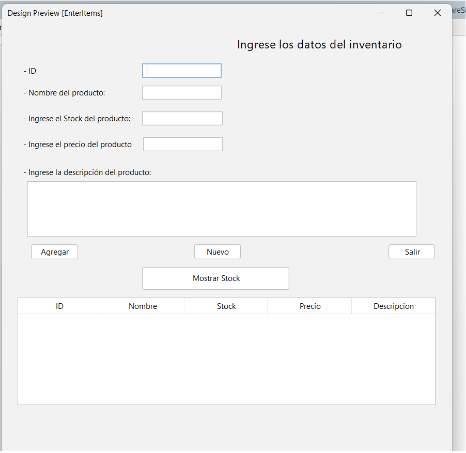 Design Preview [EnterItems]
Ingrese los datos del inventario
- ID
- Nombre del producto:
- Ingrese el Stock del producto:
- Ingrese el precio del producto
- Ingrese la descripción del producto:
Agregar Nuevo Salir
Mostrar Stock
ID Nombre Stock Precio Descripcion